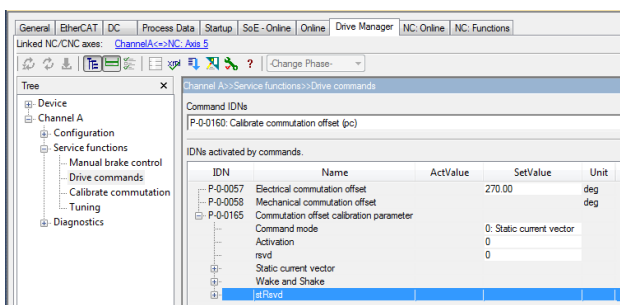 General EtherCAT DC Process Data Startup SoE - Online Online Drive Manager NC: Online NC: Functions
Linked NC/CNC axes: ChannelA<=>NC: Axis 5
? -Change Phase-
Tree
Channel A>>Service functions>>Drive commands
Device
Channel A
Configuration
Service functions
Manual brake control
Drive commands
Calibrate commutation
Tuning
Diagnostics
Command IDNs
P-0-0160: Calibrate commutation offset (pc)
IDNs activated by commands.
IDN Name ActValue SetValue Unit
P-0-0057 Electrical commutation offset 270.00 deg
P-0-0058 Mechanical commutation offset deg
P-0-0165 Commutation offset calibration parameter
Command mode 0: Static current vector
Activation 0
rsvd 0
Static current vector
Wake and Shake
stRsvd